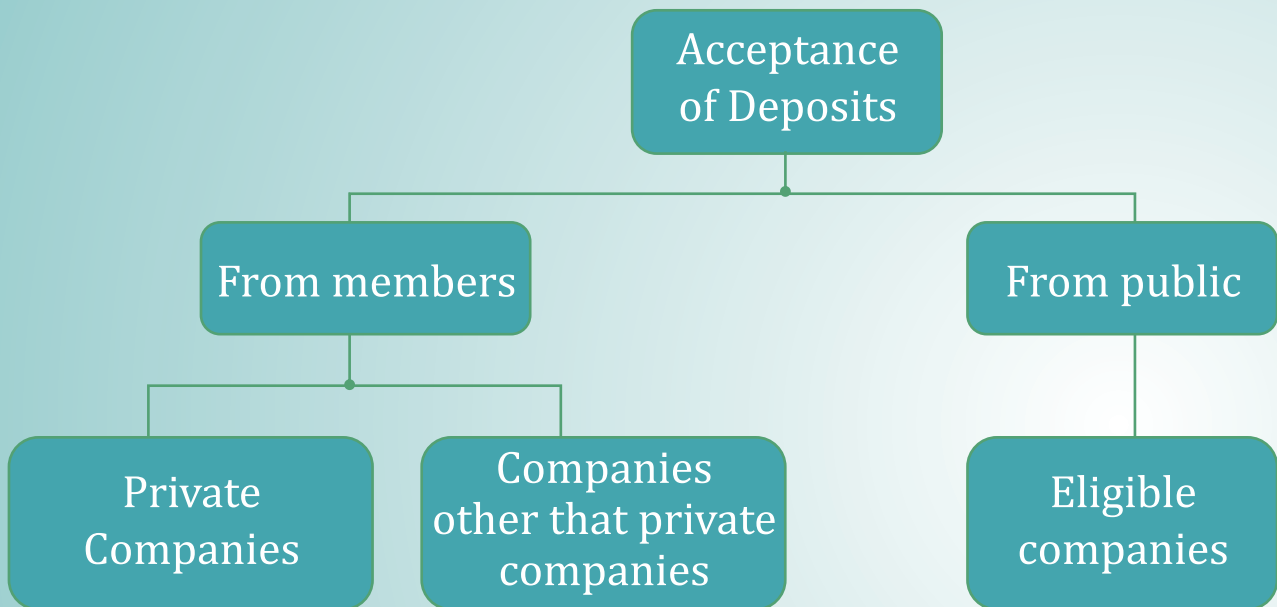 Acceptance
of Deposits
From members
From public
Private
Companies
Companies
other that private
companies
Eligible
companies